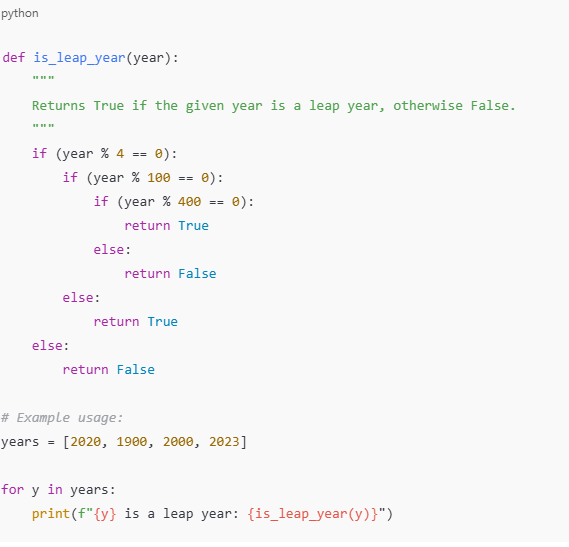 python
def is_leap_year(year):
    """
    Returns True if the given year is a leap year, otherwise False.
    """
    if (year % 4 == 0):
        if (year % 100 == 0):
            if (year % 400 == 0):
                return True
            else:
                return False
        else:
            return True
    else:
        return False
# Example usage:
years = [2020, 1900, 2000, 2023]
for y in years:
    print(f"{y} is a leap year: {is_leap_year(y)}")